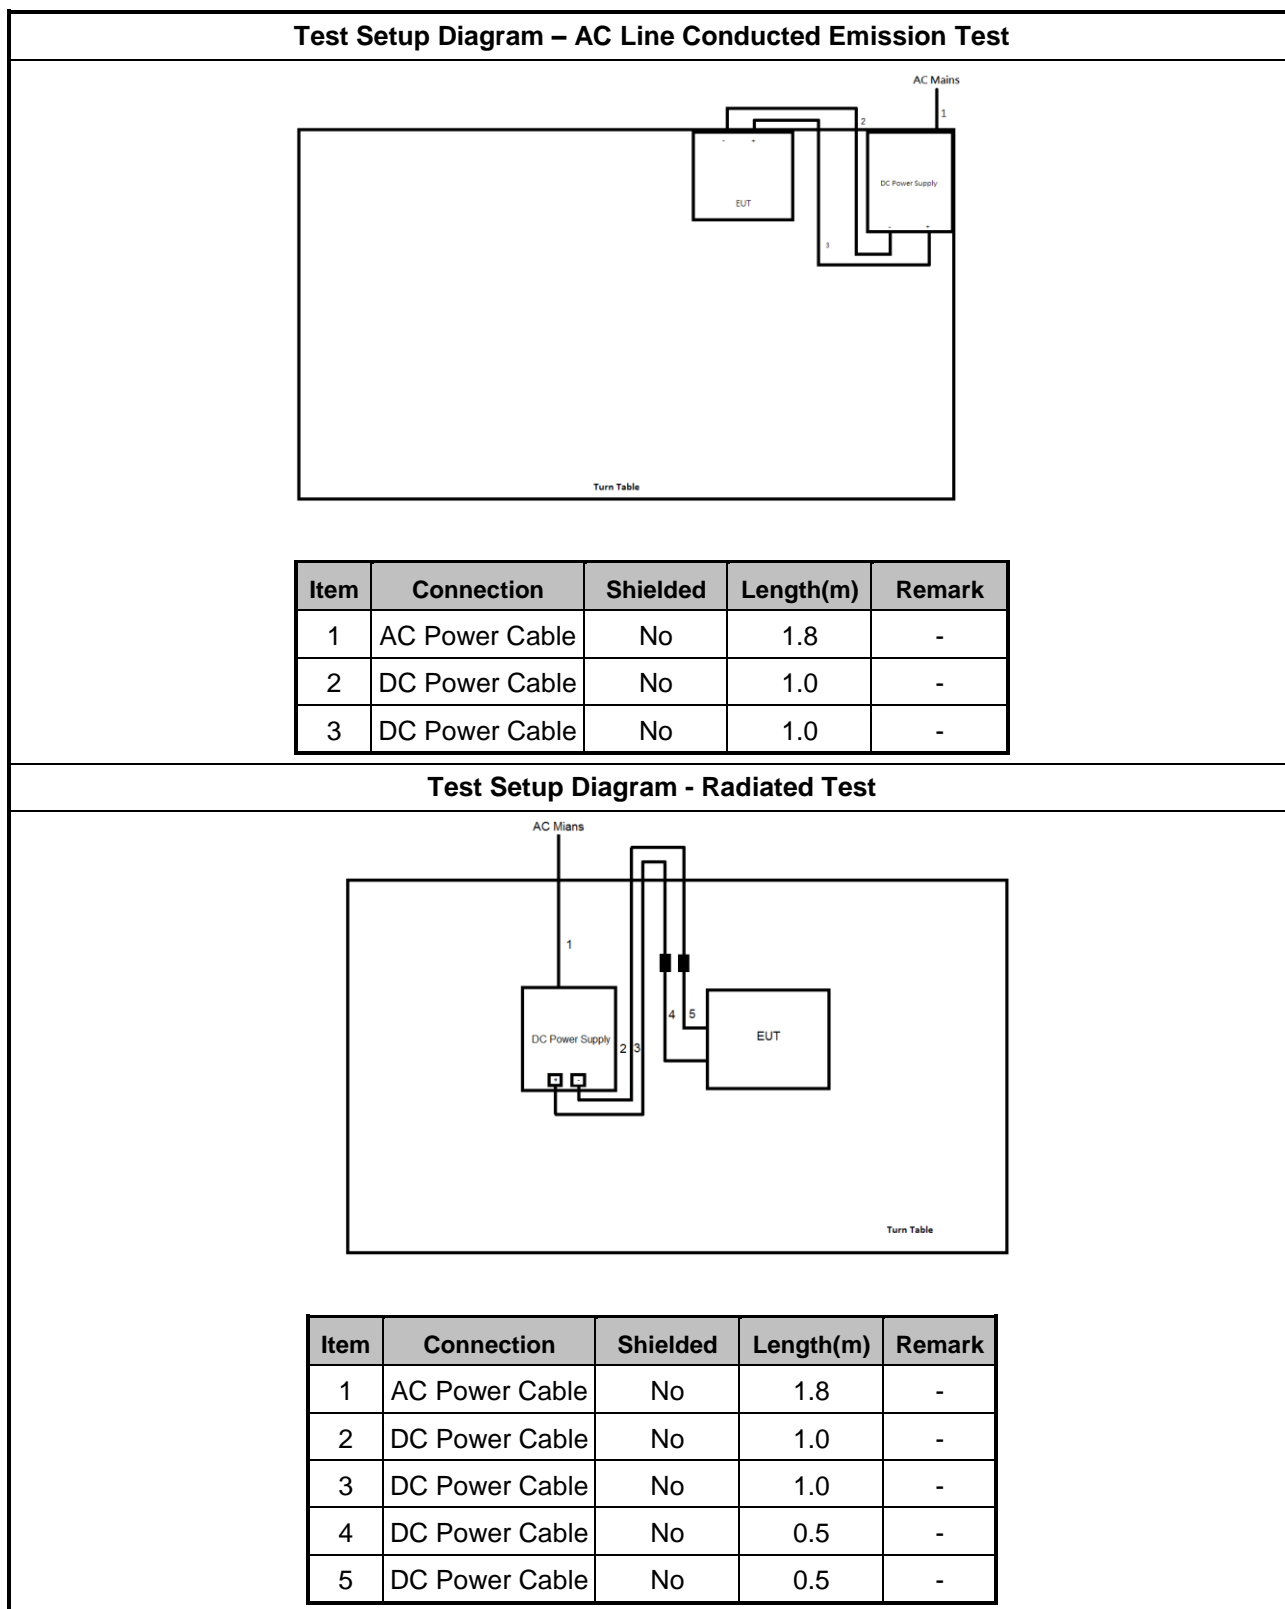 Test Setup Diagram – AC Line Conducted Emission Test
AC Mains
1
2
- +
DC Power Supply
EUT
- +
3
Turn Table
Item Connection Shielded Length(m) Remark
1 AC Power Cable No 1.8 -
2 DC Power Cable No 1.0 -
3 DC Power Cable No 1.0 -
Test Setup Diagram - Radiated Test
AC Mians
1
4 5
EUT
DC Power Supply
2 3
+ -
Turn Table
Item Connection Shielded Length(m) Remark
1 AC Power Cable No 1.8 -
2 DC Power Cable No 1.0 -
3 DC Power Cable No 1.0 -
4 DC Power Cable No 0.5 -
5 DC Power Cable No 0.5 -